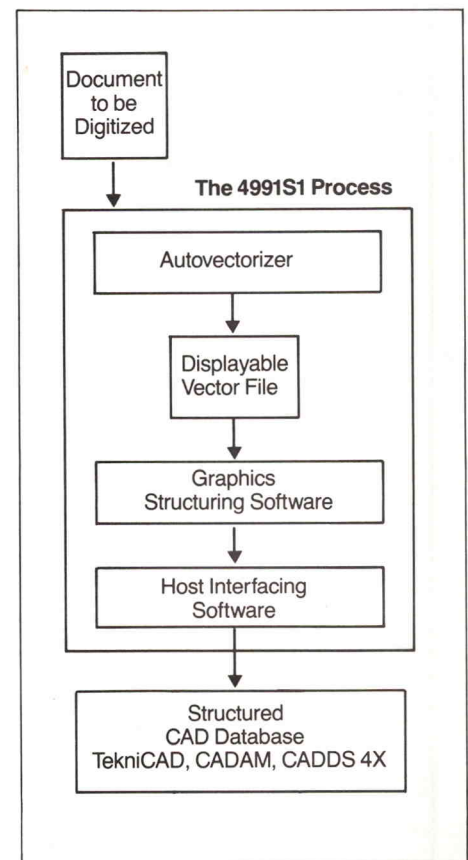 Document
to be
Digitized
The 4991S1 Process
Autovectorizer
Displayable
Vector File
Graphics
Structuring Software
Host Interfacing
Software
Structured
CAD Database
TekniCAD, CADAM, CADDS 4X